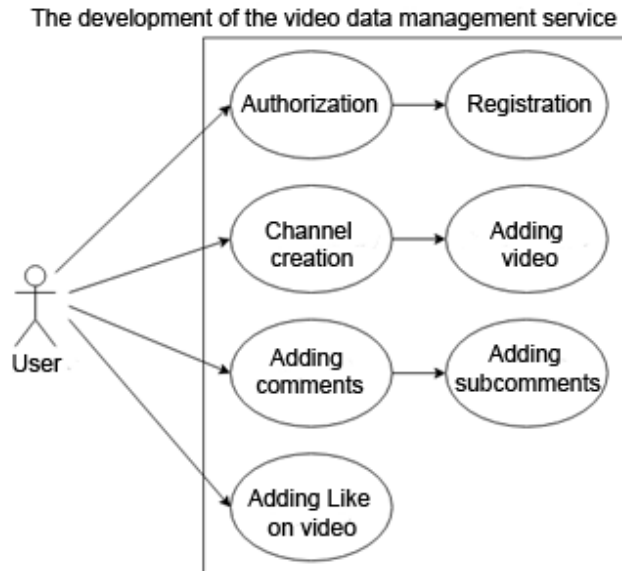 The development of the video data management service
Authorization
Registration
Channel
creation
Adding
video
User
Adding
comments
Adding
subcomments
Adding Like
on video